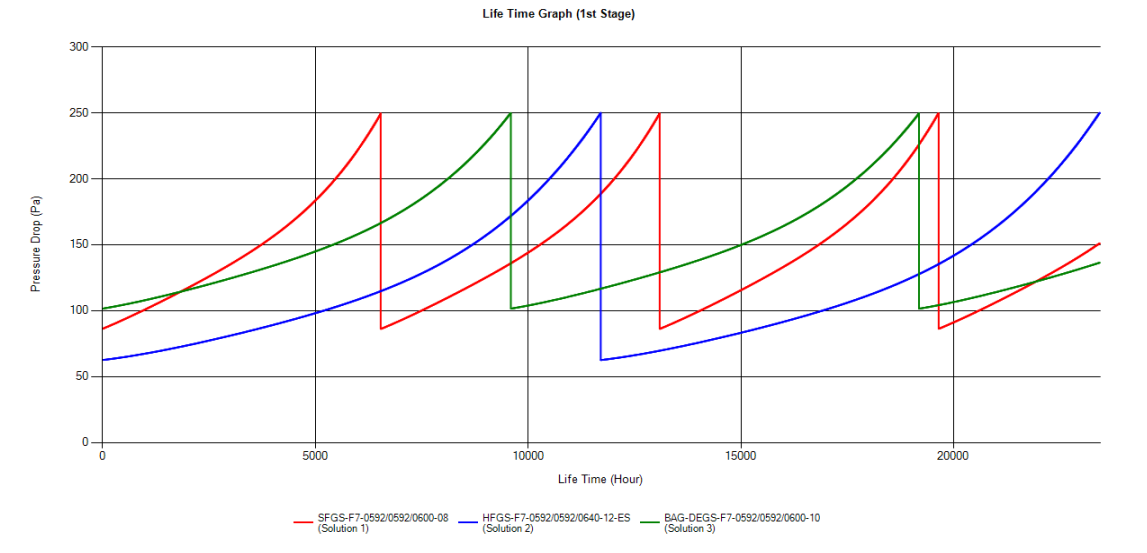 Life Time Graph (1st Stage)
300
250
200
150
100
50
0
Pressure Drop (Pa)
0 5000 10000 15000 20000
Life Time (Hour)
SFGS-F7-0592/0592/0600-08
(Solution 1)
HFGS-F7-0592/0592/0640-12-ES
(Solution 2)
BAG-DEGS-F7-0592/0592/0600-10
(Solution 3)